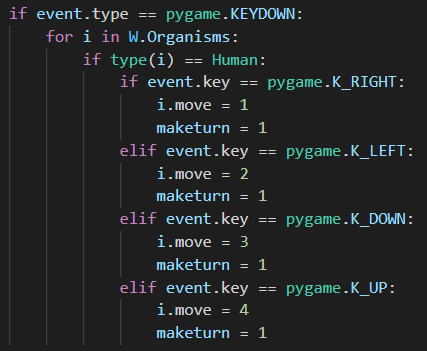 if event.type == pygame.KEYDOWN:
    for i in W.Organisms:
        if type(i) == Human:
            if event.key == pygame.K_RIGHT:
                i.move = 1
                maketurn = 1
            elif event.key == pygame.K_LEFT:
                i.move = 2
                maketurn = 1
            elif event.key == pygame.K_DOWN:
                i.move = 3
                maketurn = 1
            elif event.key == pygame.K_UP:
                i.move = 4
                maketurn = 1